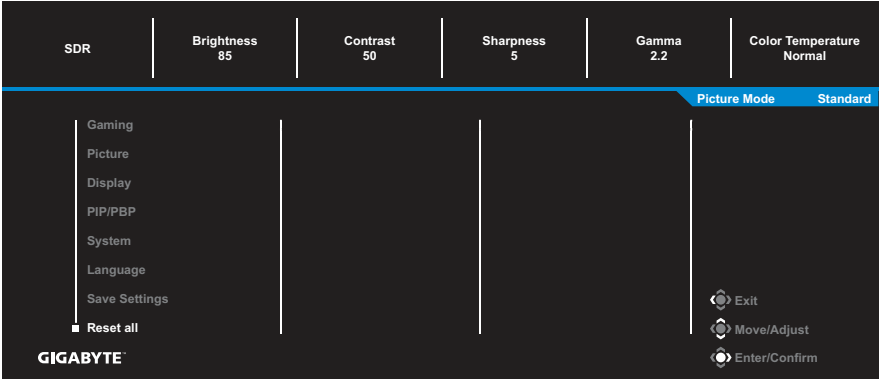 SDR
Brightness
85
Contrast
50
Sharpness
5
Gamma
2.2
Color Temperature
Normal
Picture Mode Standard
Gaming
Picture
Display
PIP/PBP
System
Language
Save Settings
Reset all
Exit
Move/Adjust
Enter/Confirm
GIGABYTE™